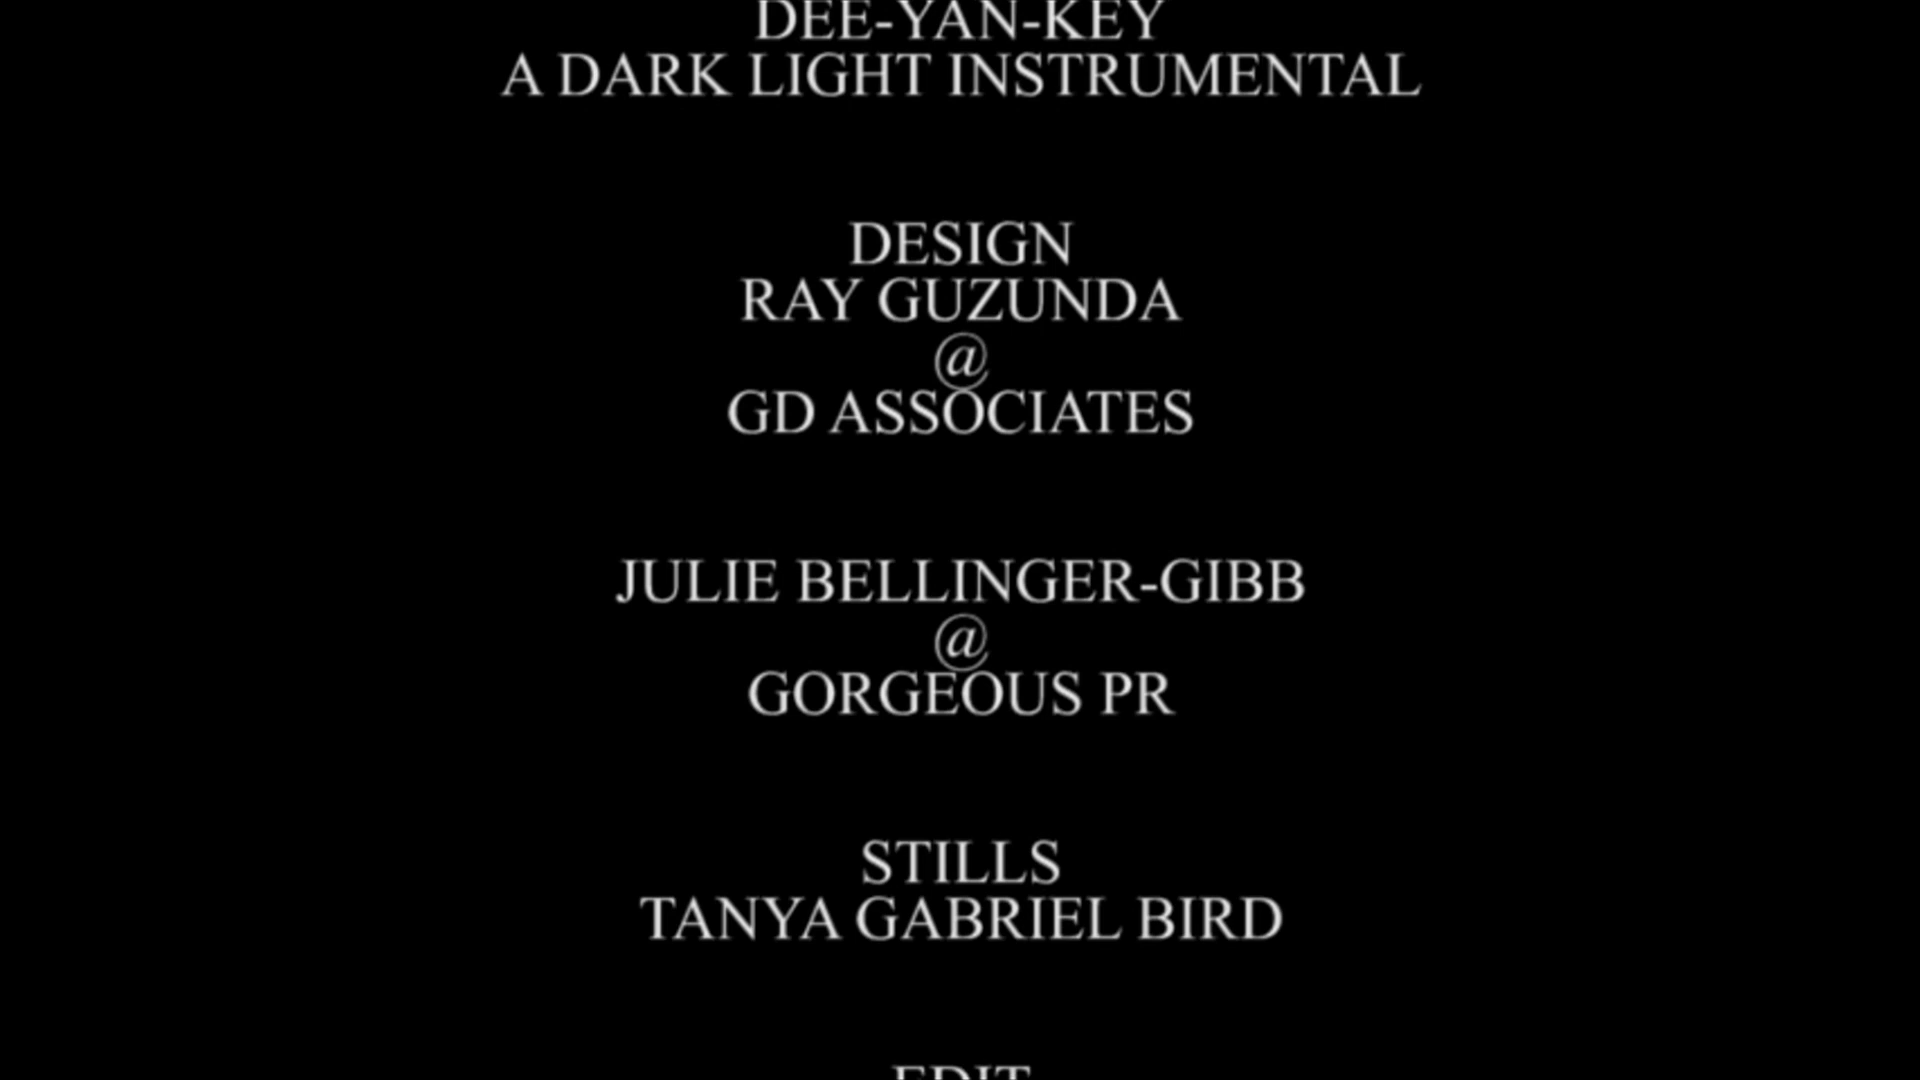 DEE-YAN-KEY
A DARK LIGHT INSTRUMENTAL
DESIGN
RAY GUZUNDA
@
GD ASSOCIATES
JULIE BELLINGER-GIBB
@
GORGEOUS PR
STILLS
TANYA GABRIEL BIRD
EDIT